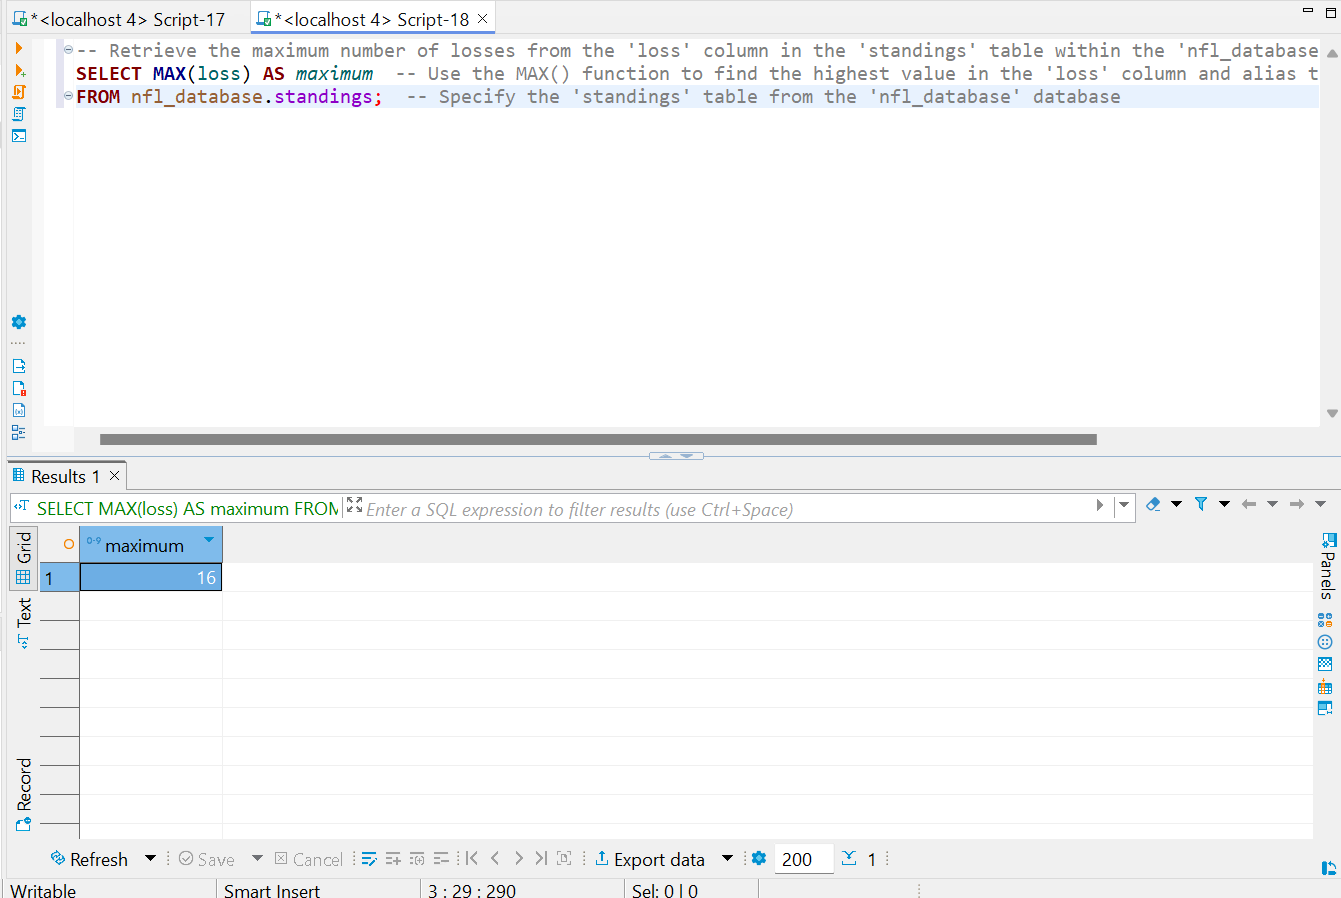 *<localhost 4> Script-17
*<localhost 4> Script-18
-- Retrieve the maximum number of losses from the 'loss' column in the 'standings' table within the 'nfl_database
SELECT MAX(loss) AS maximum  -- Use the MAX() function to find the highest value in the 'loss' column and alias t
FROM nfl_database.standings;  -- Specify the 'standings' table from the 'nfl_database' database
Results 1
SELECT MAX(loss) AS maximum FROM
Enter a SQL expression to filter results (use Ctrl+Space)
Grid
Text
Record
0-9 maximum
1
16
Panels
Refresh
Save
Cancel
Export data
200
1
Writable
Smart Insert
3 : 29 : 290
Sel: 0 | 0